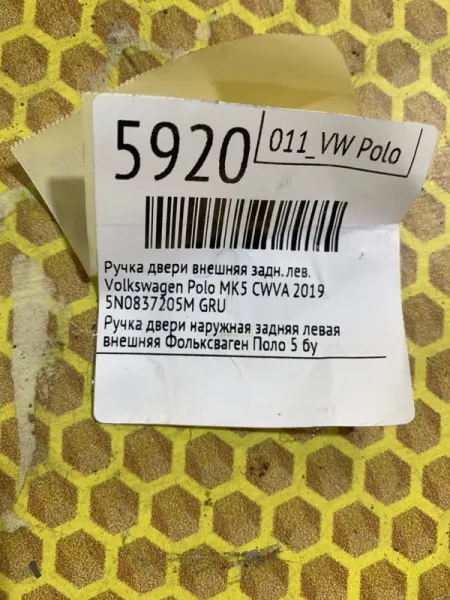 5920
011_VW Polo
Ручка двери внешняя задн. лев.
Volkswagen Polo MK5 CWVA 2019
5N0837205M GRU
Ручка двери наружная задняя левая
внешняя Фольксваген Поло 5 бу